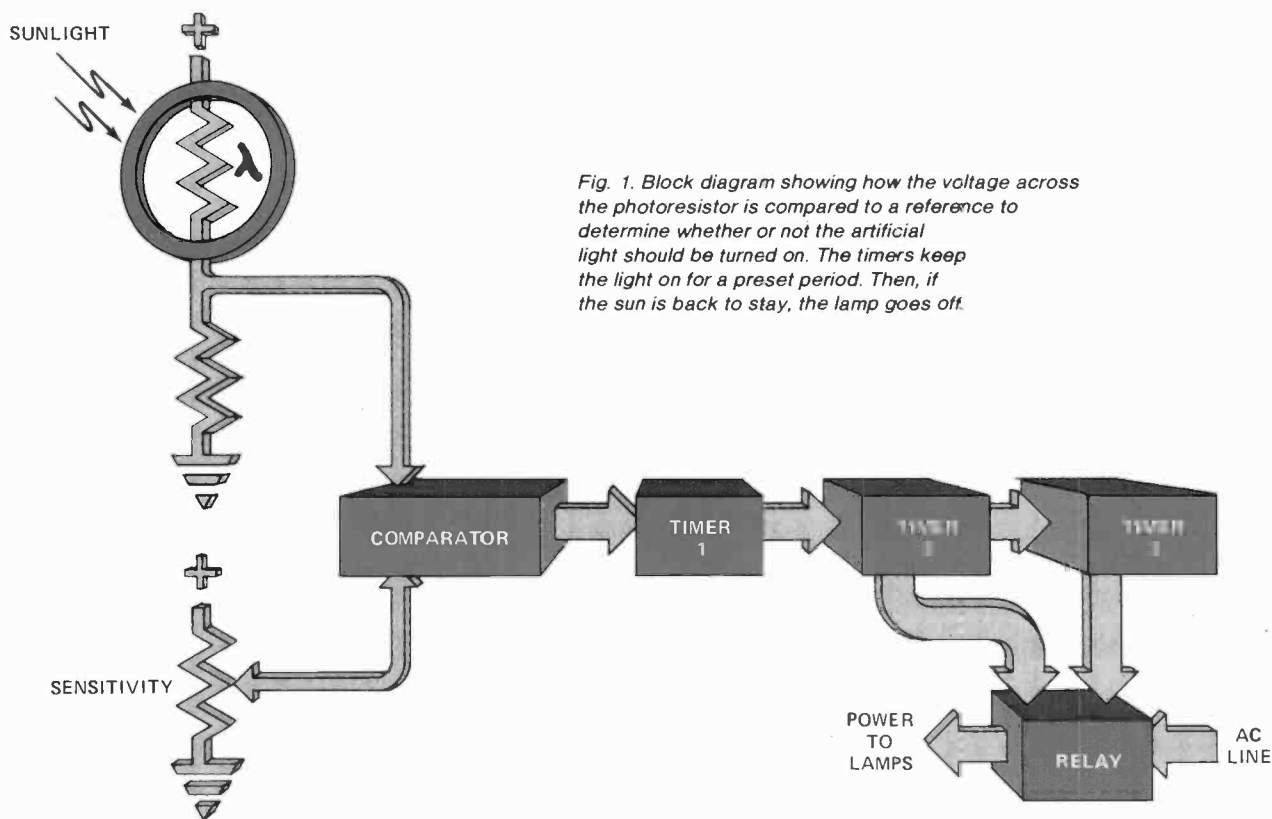 SUNLIGHT
+
λ
Fig. 1. Block diagram showing how the voltage across
the photoresistor is compared to a reference to
determine whether or not the artificial
light should be turned on. The timers keep
the light on for a preset period. Then, if
the sun is back to stay, the lamp goes off.
COMPARATOR
TIMER
1
TIMER
TIMER
+
SENSITIVITY
POWER
TO
LAMPS
RELAY
AC
LINE